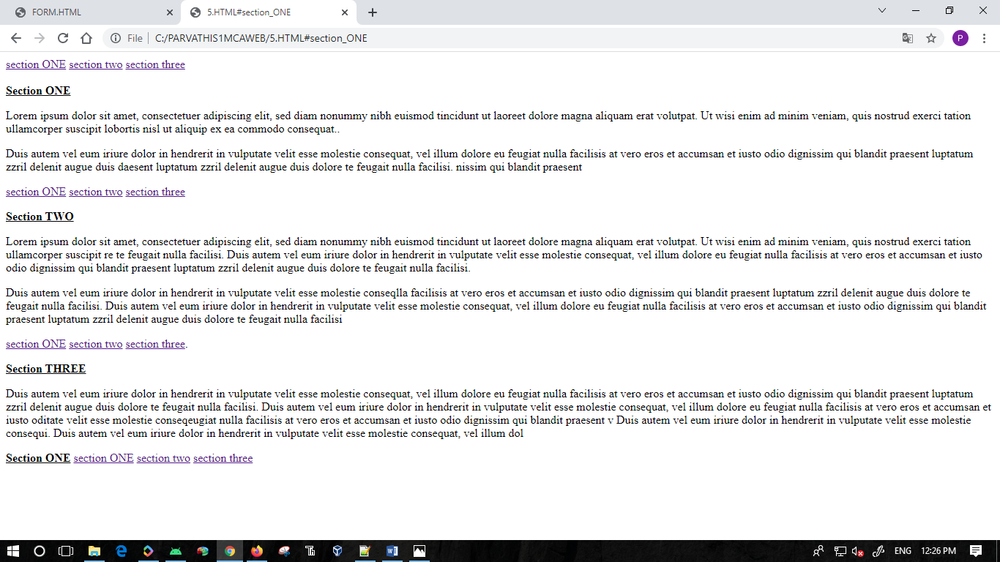 FORM.HTML
5.HTML#section_ONE
File
C:/PARVATHIS1MCAWEB/5.HTML#section_ONE
P
section ONE section two section three
Section ONE
Lorem ipsum dolor sit amet, consectetuer adipiscing elit, sed diam nonummy nibh euismod tincidunt ut laoreet dolore magna aliquam erat volutpat. Ut wisi enim ad minim veniam, quis nostrud exerci tation
ullamcorper suscipit lobortis nisl ut aliquip ex ea commodo consequat..
Duis autem vel eum iriure dolor in hendrerit in vulputate velit esse molestie consequat, vel illum dolore eu feugiat nulla facilisis at vero eros et accumsan et iusto odio dignissim qui blandit praesent luptatum
zzril delenit augue duis daesent luptatum zzril delenit augue duis dolore te feugait nulla facilisi. nissim qui blandit praesent
section ONE section two section three
Section TWO
Lorem ipsum dolor sit amet, consectetuer adipiscing elit, sed diam nonummy nibh euismod tincidunt ut laoreet dolore magna aliquam erat volutpat. Ut wisi enim ad minim veniam, quis nostrud exerci tation
ullamcorper suscipit re te feugait nulla facilisi. Duis autem vel eum iriure dolor in hendrerit in vulputate velit esse molestie consequat, vel illum dolore eu feugiat nulla facilisis at vero eros et accumsan et iusto
odio dignissim qui blandit praesent luptatum zzril delenit augue duis dolore te feugait nulla facilisi.
Duis autem vel eum iriure dolor in hendrerit in vulputate velit esse molestie conseqlla facilisis at vero eros et accumsan et iusto odio dignissim qui blandit praesent luptatum zzril delenit augue duis dolore te
feugait nulla facilisi. Duis autem vel eum iriure dolor in hendrerit in vulputate velit esse molestie consequat, vel illum dolore eu feugiat nulla facilisis at vero eros et accumsan et iusto odio dignissim qui blandit
praesent luptatum zzril delenit augue duis dolore te feugait nulla facilisi
section ONE section two section three.
Section THREE
Duis autem vel eum iriure dolor in hendrerit in vulputate velit esse molestie consequat, vel illum dolore eu feugiat nulla facilisis at vero eros et accumsan et iusto odio dignissim qui blandit praesent luptatum
zzril delenit augue duis dolore te feugait nulla facilisi. Duis autem vel eum iriure dolor in hendrerit in vulputate velit esse molestie consequat, vel illum dolore eu feugiat nulla facilisis at vero eros et accumsan et
iusto oditate velit esse molestie conseqeugiat nulla facilisis at vero eros et accumsan et iusto odio dignissim qui blandit praesent v Duis autem vel eum iriure dolor in hendrerit in vulputate velit esse molestie
consequi. Duis autem vel eum iriure dolor in hendrerit in vulputate velit esse molestie consequat, vel illum dol
Section ONE section ONE section two section three
ENG
12:26 PM